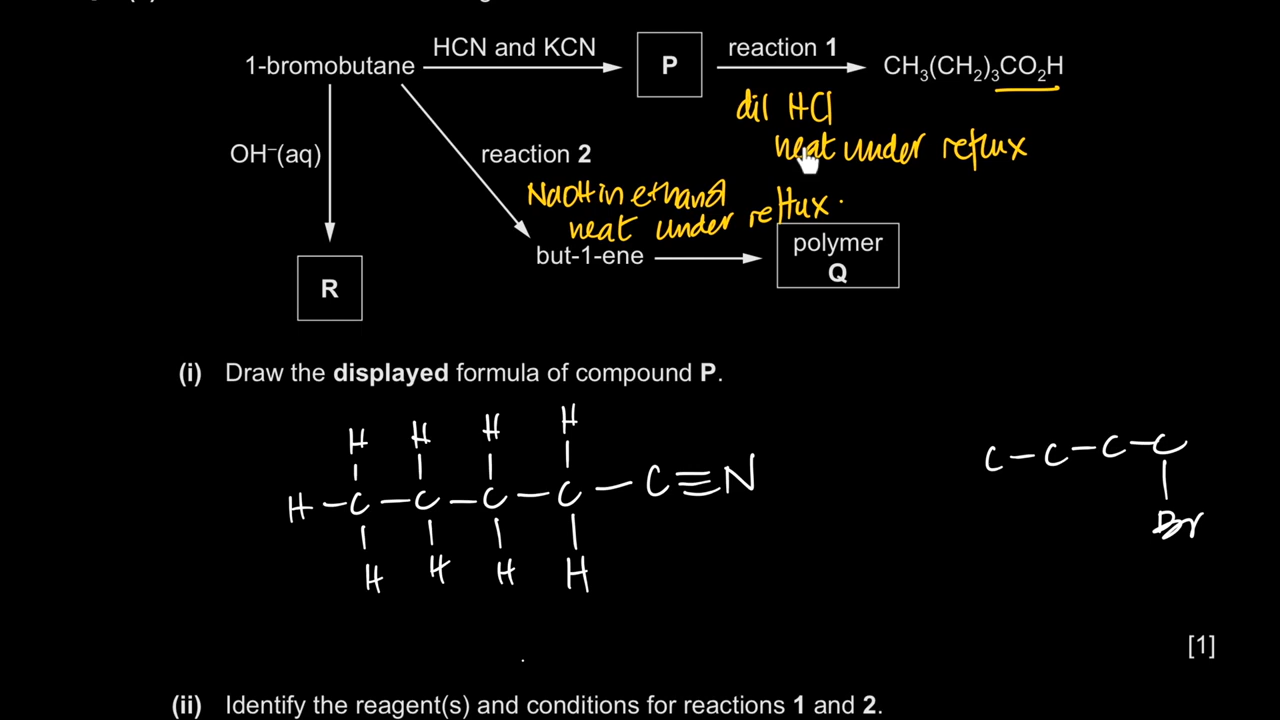 HCN and KCN
reaction 1
1-bromobutane
P
CH₃(CH₂)₃CO₂H
dil HCl
heat under reflux
OH⁻(aq)
reaction 2
NaOH in ethanol
heat under reflux.
but-1-ene
polymer
Q
R
(i) Draw the displayed formula of compound P.
H H H H
H – C – C – C – C – C≡N
H H H H
C – C – C – C
Br
[1]
(ii) Identify the reagent(s) and conditions for reactions 1 and 2.